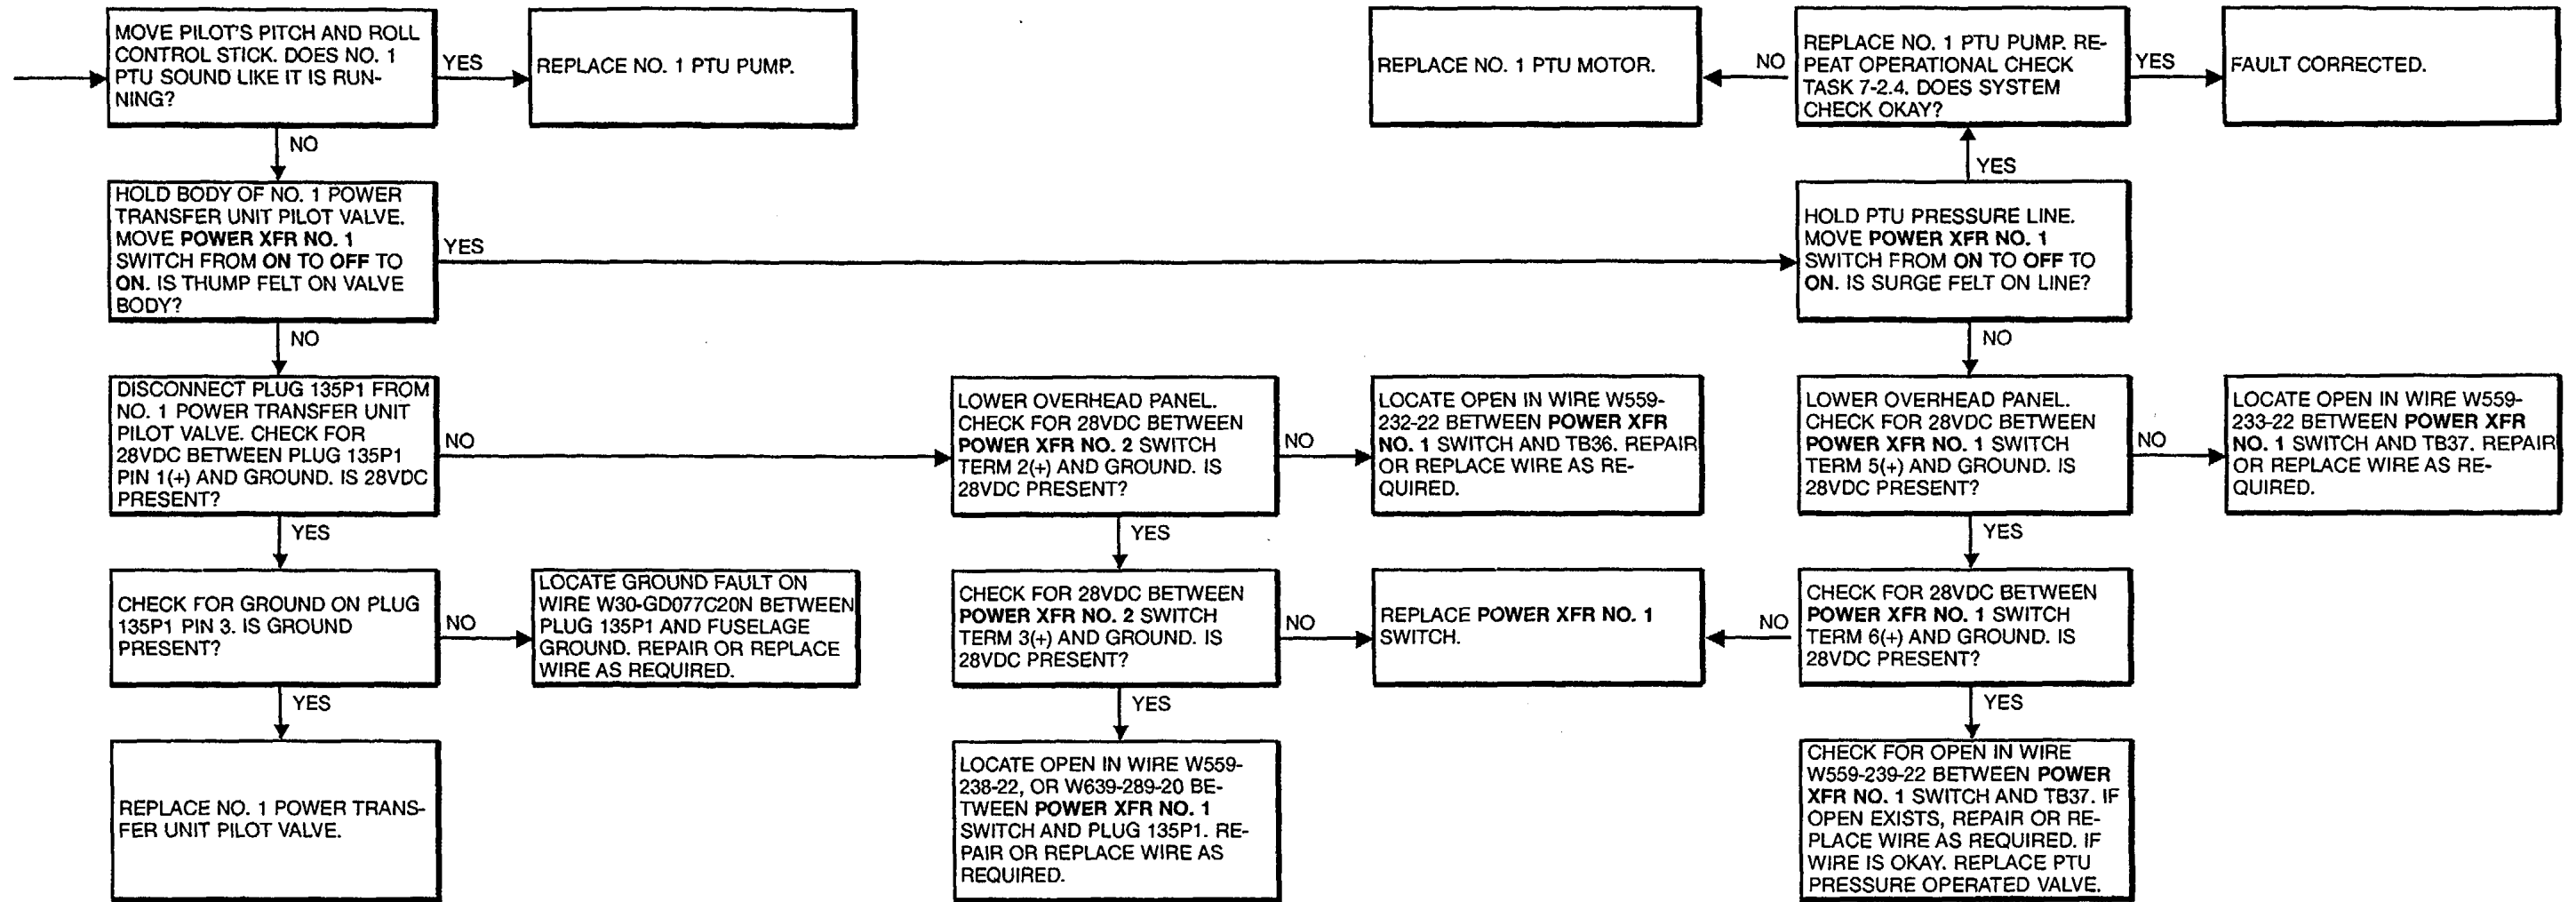 MOVE PILOT'S PITCH AND ROLL
CONTROL STICK. DOES NO. 1
PTU SOUND LIKE IT IS RUN-
NING?
YES
REPLACE NO. 1 PTU PUMP.
REPLACE NO. 1 PTU MOTOR.
NO
REPLACE NO. 1 PTU PUMP. RE-
PEAT OPERATIONAL CHECK
TASK 7-2.4. DOES SYSTEM
CHECK OKAY?
YES
FAULT CORRECTED.
NO
YES
HOLD BODY OF NO. 1 POWER
TRANSFER UNIT PILOT VALVE.
MOVE POWER XFR NO. 1
SWITCH FROM ON TO OFF TO
ON. IS THUMP FELT ON VALVE
BODY?
YES
HOLD PTU PRESSURE LINE.
MOVE POWER XFR NO. 1
SWITCH FROM ON TO OFF TO
ON. IS SURGE FELT ON LINE?
NO
NO
DISCONNECT PLUG 135P1 FROM
NO. 1 POWER TRANSFER UNIT
PILOT VALVE. CHECK FOR
28VDC BETWEEN PLUG 135P1
PIN 1(+) AND GROUND. IS 28VDC
PRESENT?
NO
LOWER OVERHEAD PANEL.
CHECK FOR 28VDC BETWEEN
POWER XFR NO. 2 SWITCH
TERM 2(+) AND GROUND. IS
28VDC PRESENT?
NO
LOCATE OPEN IN WIRE W559-
232-22 BETWEEN POWER XFR
NO. 1 SWITCH AND TB36. REPAIR
OR REPLACE WIRE AS RE-
QUIRED.
LOWER OVERHEAD PANEL.
CHECK FOR 28VDC BETWEEN
POWER XFR NO. 1 SWITCH
TERM 5(+) AND GROUND. IS
28VDC PRESENT?
NO
LOCATE OPEN IN WIRE W559-
233-22 BETWEEN POWER XFR
NO. 1 SWITCH AND TB37. REPAIR
OR REPLACE WIRE AS RE-
QUIRED.
YES
YES
YES
CHECK FOR GROUND ON PLUG
135P1 PIN 3. IS GROUND
PRESENT?
NO
LOCATE GROUND FAULT ON
WIRE W30-GD077C20N BETWEEN
PLUG 135P1 AND FUSELAGE
GROUND. REPAIR OR REPLACE
WIRE AS REQUIRED.
CHECK FOR 28VDC BETWEEN
POWER XFR NO. 2 SWITCH
TERM 3(+) AND GROUND. IS
28VDC PRESENT?
NO
REPLACE POWER XFR NO. 1
SWITCH.
NO
CHECK FOR 28VDC BETWEEN
POWER XFR NO. 1 SWITCH
TERM 6(+) AND GROUND. IS
28VDC PRESENT?
YES
YES
YES
REPLACE NO. 1 POWER TRANS-
FER UNIT PILOT VALVE.
LOCATE OPEN IN WIRE W559-
238-22, OR W639-289-20 BE-
TWEEN POWER XFR NO. 1
SWITCH AND PLUG 135P1. RE-
PAIR OR REPLACE WIRE AS
REQUIRED.
CHECK FOR OPEN IN WIRE
W559-239-22 BETWEEN POWER
XFR NO. 1 SWITCH AND TB37. IF
OPEN EXISTS, REPAIR OR RE-
PLACE WIRE AS REQUIRED. IF
WIRE IS OKAY. REPLACE PTU
PRESSURE OPERATED VALVE.